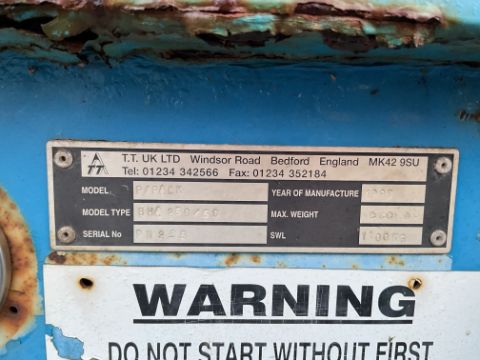 T.T. UK LTD Windsor Road Bedford England MK42 9SU
Tel: 01234 342566 Fax: 01234 352184
MODEL. P/PACK YEAR OF MANUFACTURE
MODEL TYPE MAX. WEIGHT
SERIAL No SWL
WARNING
DO NOT START WITHOUT FIRST